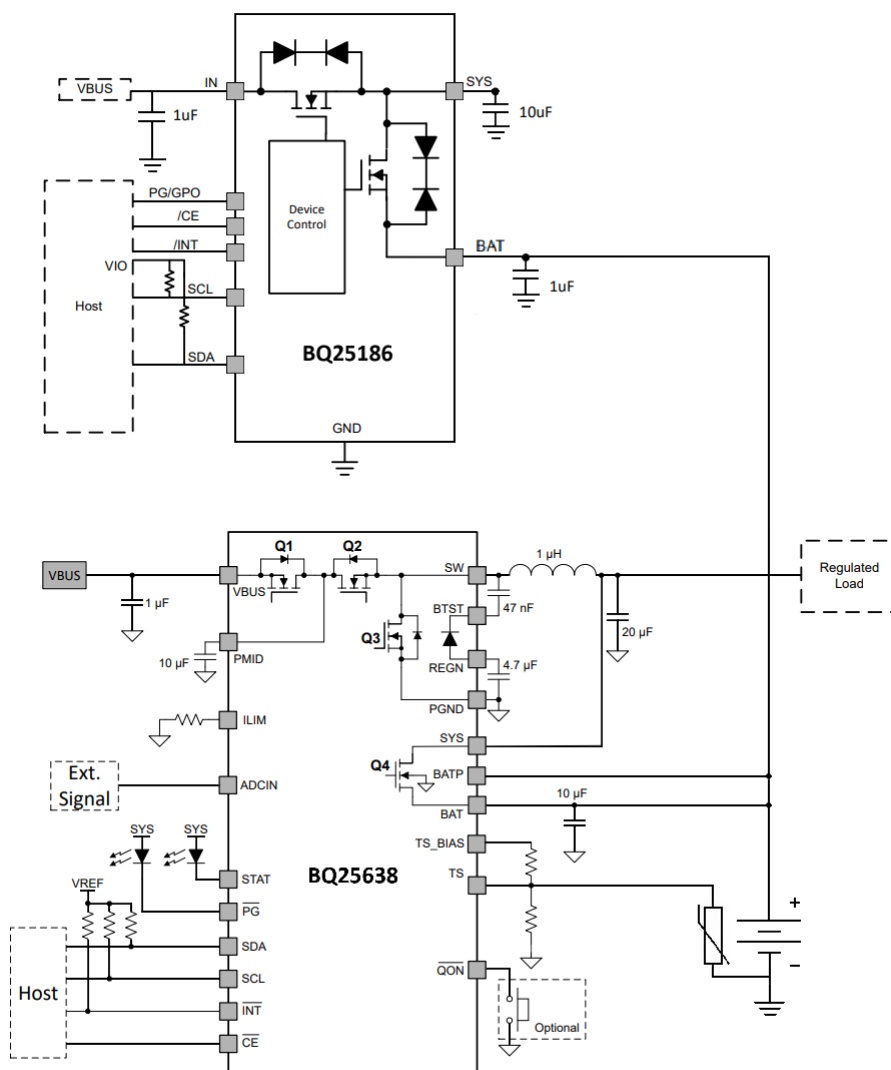 IN
SYS
VBUS
1uF
10uF
PG/GPO
/CE
/INT
VIO
SCL
SDA
Host
Device
Control
BAT
1uF
BQ25186
GND
VBUS
1 µF
VBUS
Q1
Q2
SW
1 µH
Regulated
Load
BTST
47 nF
20 µF
Q3
10 µF
PMID
REGN
4.7 µF
PGND
ILIM
SYS
Q4
BATP
Ext.
Signal
ADCIN
BAT
10 µF
SYS
SYS
TS_BIAS
TS
STAT
BQ25638
VREF
PG
SDA
SCL
INT
CE
Host
QON
Optional
+
−